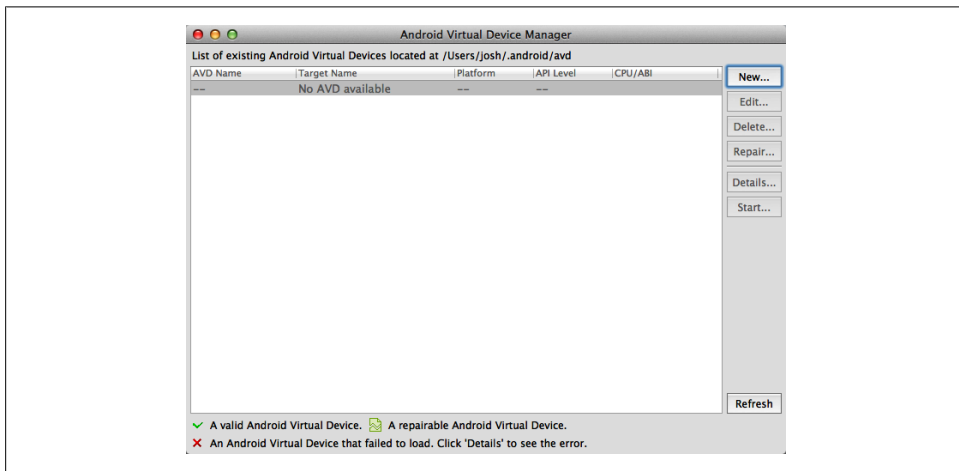 Android Virtual Device Manager
List of existing Android Virtual Devices located at /Users/josh/.android/avd
AVD Name Target Name Platform API Level CPU/ABI
-- No AVD available -- --
New...
Edit...
Delete...
Repair...
Details...
Start...
Refresh
A valid Android Virtual Device. A repairable Android Virtual Device.
An Android Virtual Device that failed to load. Click 'Details' to see the error.